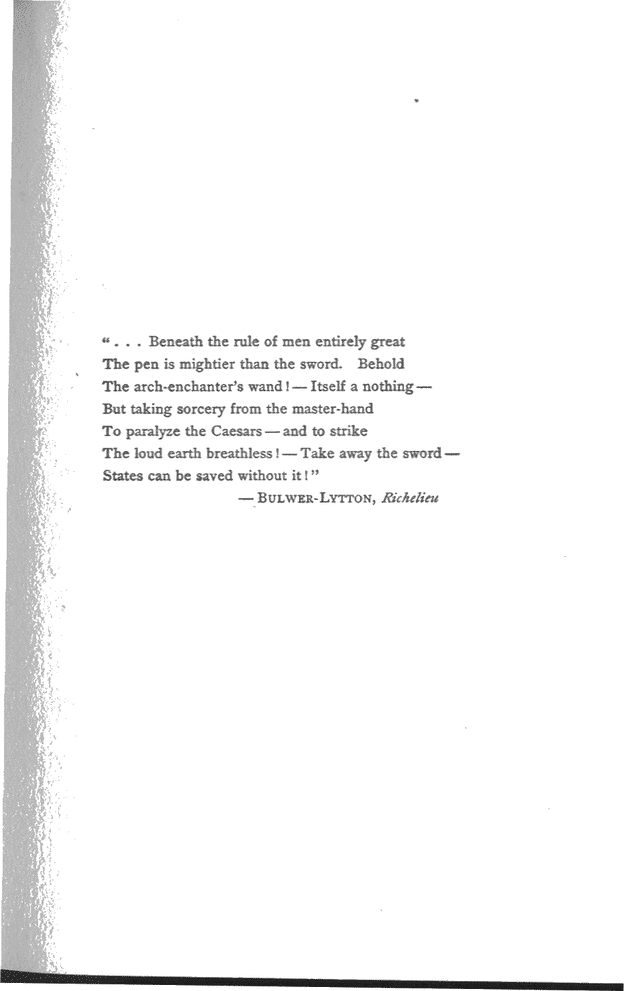 “ . . . Beneath the rule of men entirely great
The pen is mightier than the sword. Behold
The arch-enchanter’s wand ! — Itself a nothing —
But taking sorcery from the master-hand
To paralyze the Caesars — and to strike
The loud earth breathless ! — Take away the sword —
States can be saved without it ! ”
— BULWER-LYTTON, Richelieu